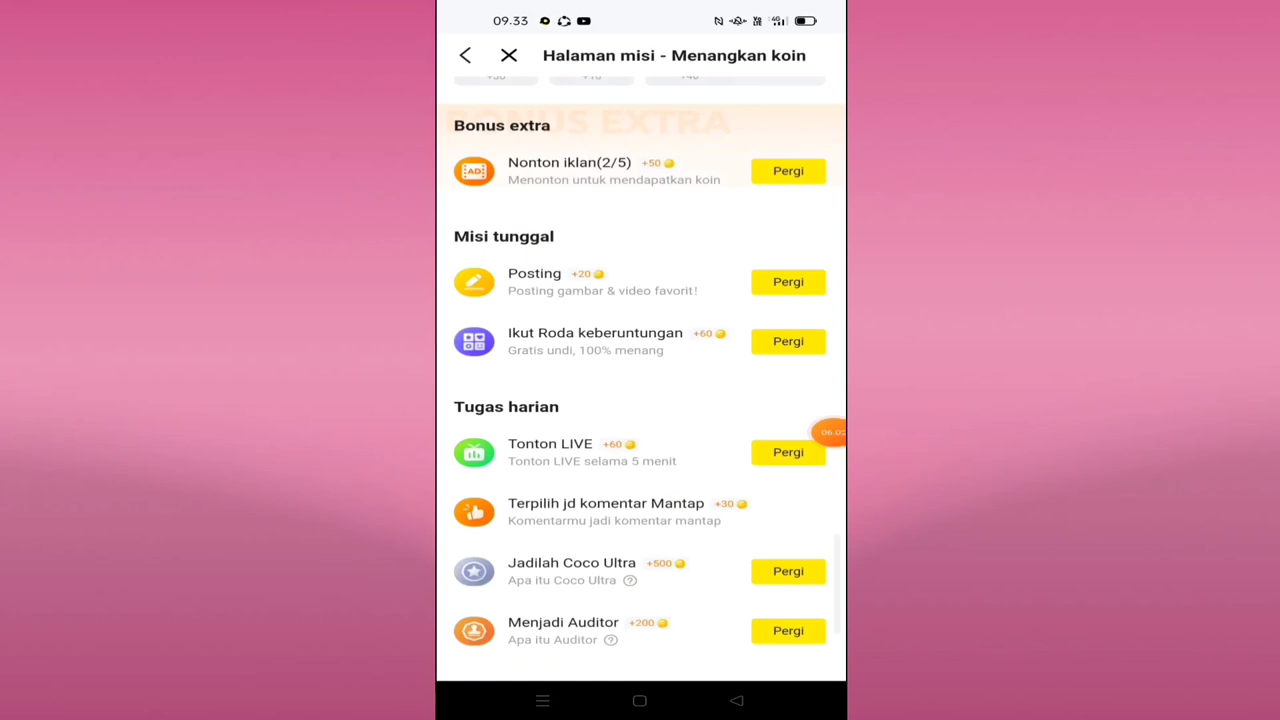 09.33
Halaman misi - Menangkan koin
BONUS EXTRA
Bonus extra
Nonton iklan(2/5) +50
Menonton untuk mendapatkan koin
Pergi
Misi tunggal
Posting +20
Posting gambar & video favorit!
Pergi
Ikut Roda keberuntungan +60
Gratis undi, 100% menang
Pergi
Tugas harian
Tonton LIVE +60
Tonton LIVE selama 5 menit
Pergi
Terpilih jd komentar Mantap +30
Komentarmu jadi komentar mantap
Jadilah Coco Ultra +500
Apa itu Coco Ultra ?
Pergi
Menjadi Auditor +200
Apa itu Auditor ?
Pergi